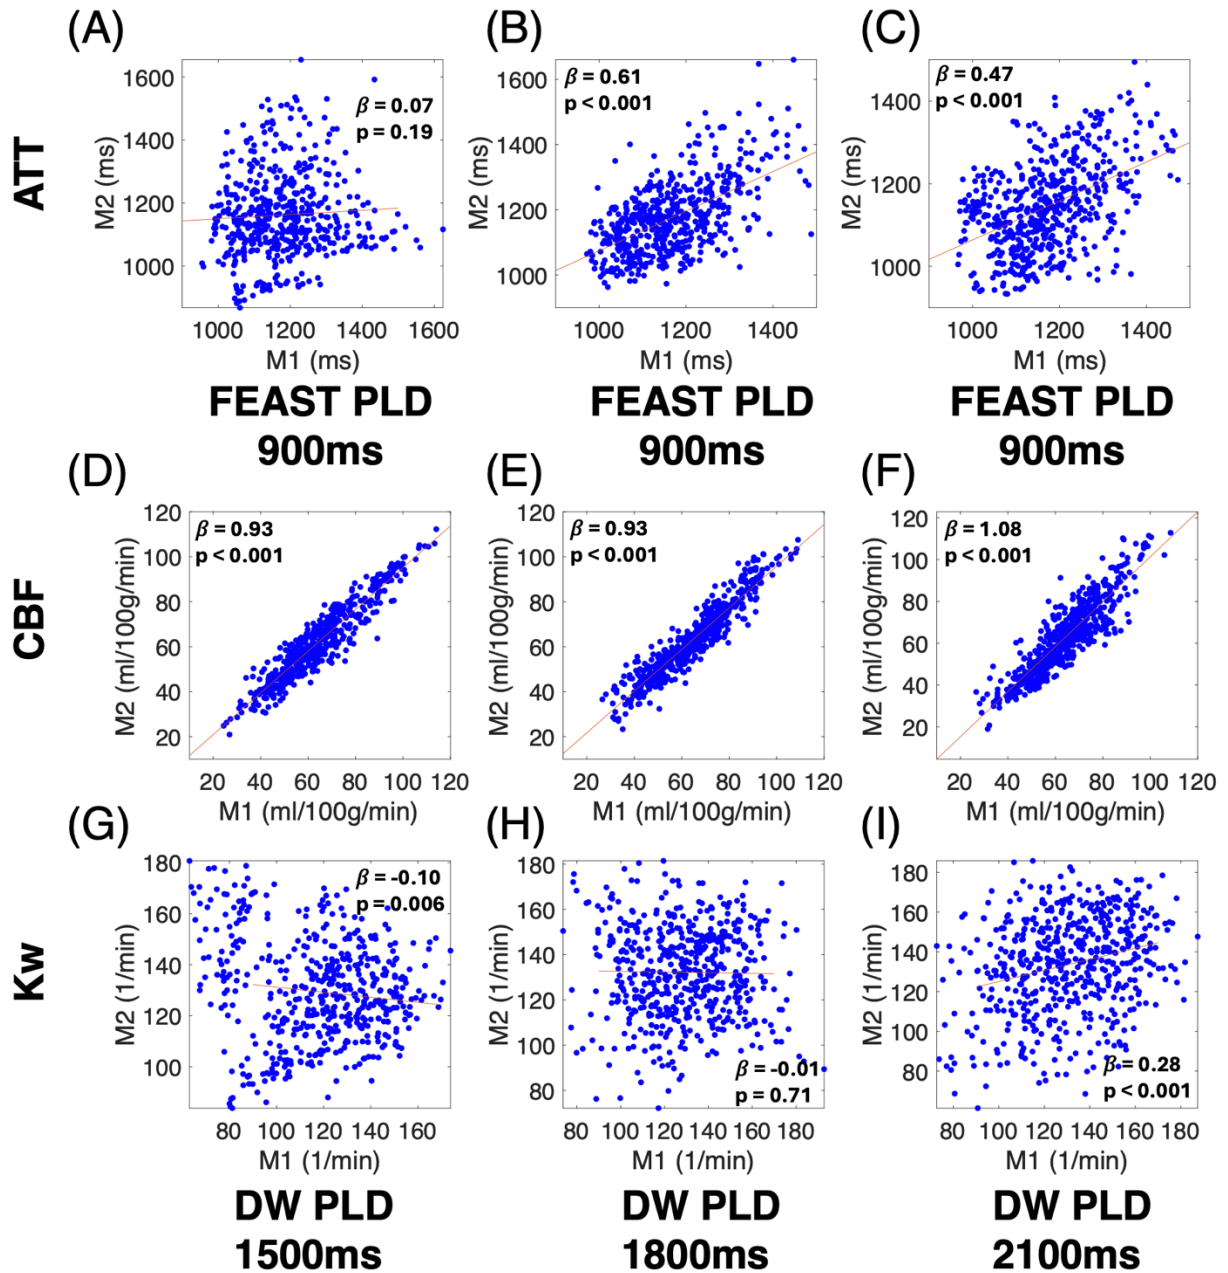 (A)
(B)
(C)
ATT
M2 (ms)
1600
1400
1200
1000
β = 0.07
p = 0.19
1000 1200 1400 1600
M1 (ms)
FEAST PLD
900ms
M2 (ms)
1600
1400
1200
1000
β = 0.61
p < 0.001
1000 1200 1400
M1 (ms)
FEAST PLD
900ms
M2 (ms)
1400
1200
1000
β = 0.47
p < 0.001
1000 1200 1400
M1 (ms)
FEAST PLD
900ms
(D)
(E)
(F)
CBF
M2 (ml/100g/min)
120
100
80
60
40
20
β = 0.93
p < 0.001
20 40 60 80 100 120
M1 (ml/100g/min)
M2 (ml/100g/min)
120
100
80
60
40
20
β = 0.93
p < 0.001
20 40 60 80 100 120
M1 (ml/100g/min)
M2 (ml/100g/min)
120
100
80
60
40
20
β = 1.08
p < 0.001
20 40 60 80 100 120
M1 (ml/100g/min)
(G)
(H)
(I)
Kw
M2 (1/min)
180
160
140
120
100
β = -0.10
p = 0.006
80 100 120 140 160
M1 (1/min)
DW PLD
1500ms
M2 (1/min)
180
160
140
120
100
80
β = -0.01
p = 0.71
80 100 120 140 160 180
M1 (1/min)
DW PLD
1800ms
M2 (1/min)
180
160
140
120
100
80
β = 0.28
p < 0.001
80 100 120 140 160 180
M1 (1/min)
DW PLD
2100ms